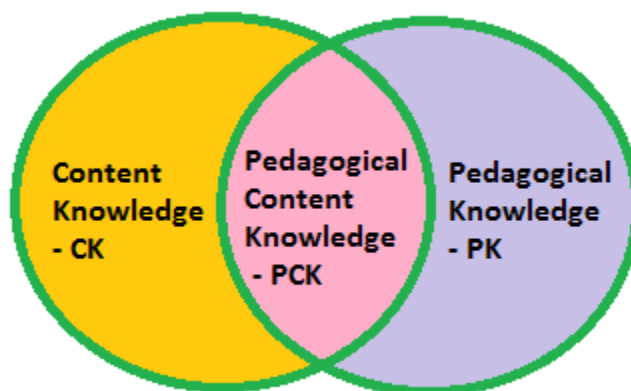 Content
Knowledge
- CK
Pedagogical
Content
Knowledge
- PCK
Pedagogical
Knowledge
- PK